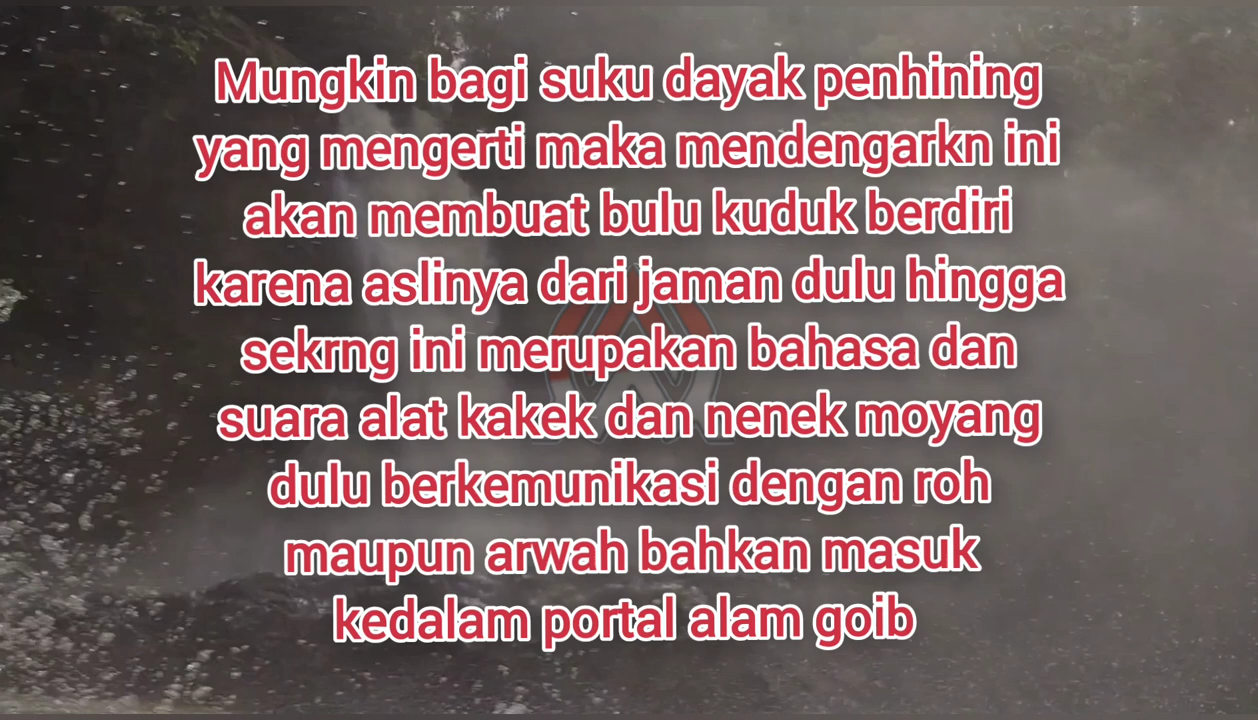 Mungkin bagi suku dayak penhining
yang mengerti maka mendengarkn ini
akan membuat bulu kuduk berdiri
karena aslinya dari jaman dulu hingga
sekrng ini merupakan bahasa dan
suara alat kakek dan nenek moyang
dulu berkemunikasi dengan roh
maupun arwah bahkan masuk
kedalam portal alam goib